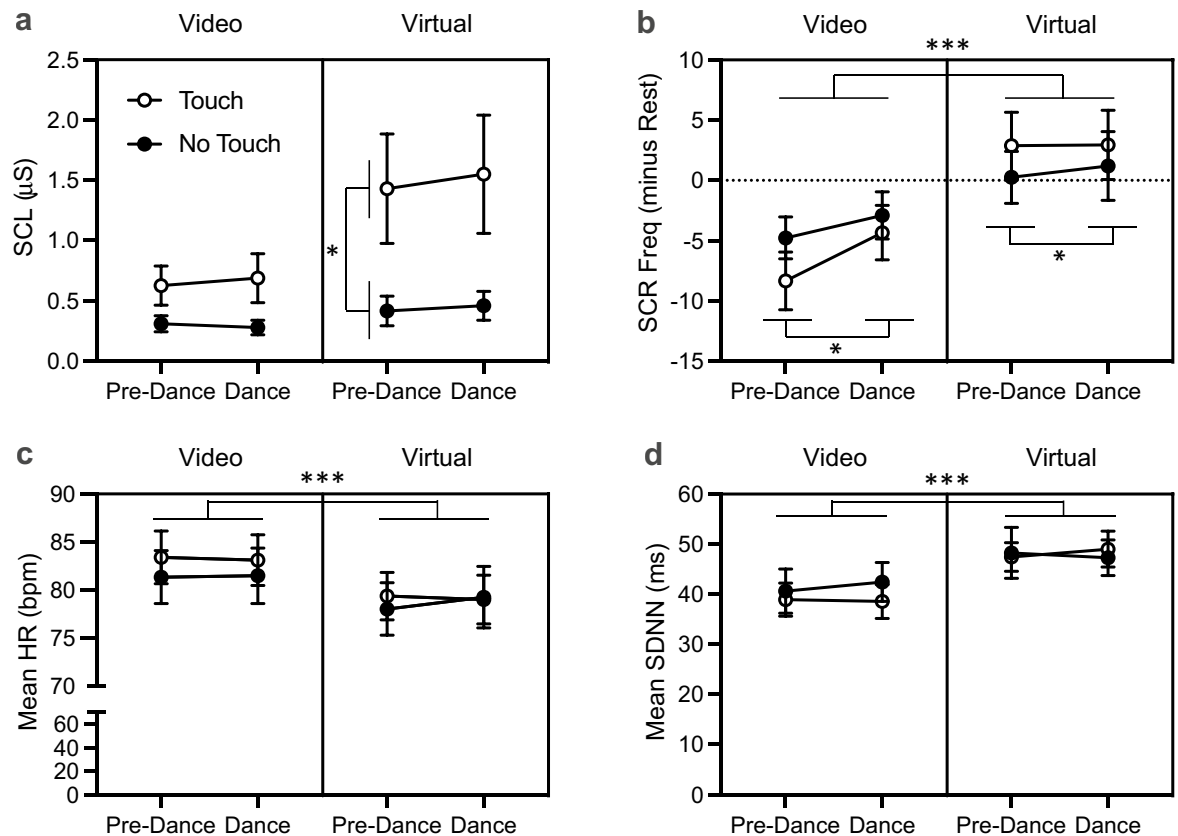 a
Video Virtual
SCL (µS)
2.5
2.0
1.5
1.0
0.5
0.0
Touch
No Touch
*
Pre-Dance Dance Pre-Dance Dance
b
Video Virtual
***
SCR Freq (minus Rest)
10
5
0
-5
-10
-15
*
*
Pre-Dance Dance Pre-Dance Dance
c
Video Virtual
***
Mean HR (bpm)
90
85
80
75
70
60
40
20
0
Pre-Dance Dance Pre-Dance Dance
d
Video Virtual
***
Mean SDNN (ms)
60
50
40
30
20
10
0
Pre-Dance Dance Pre-Dance Dance